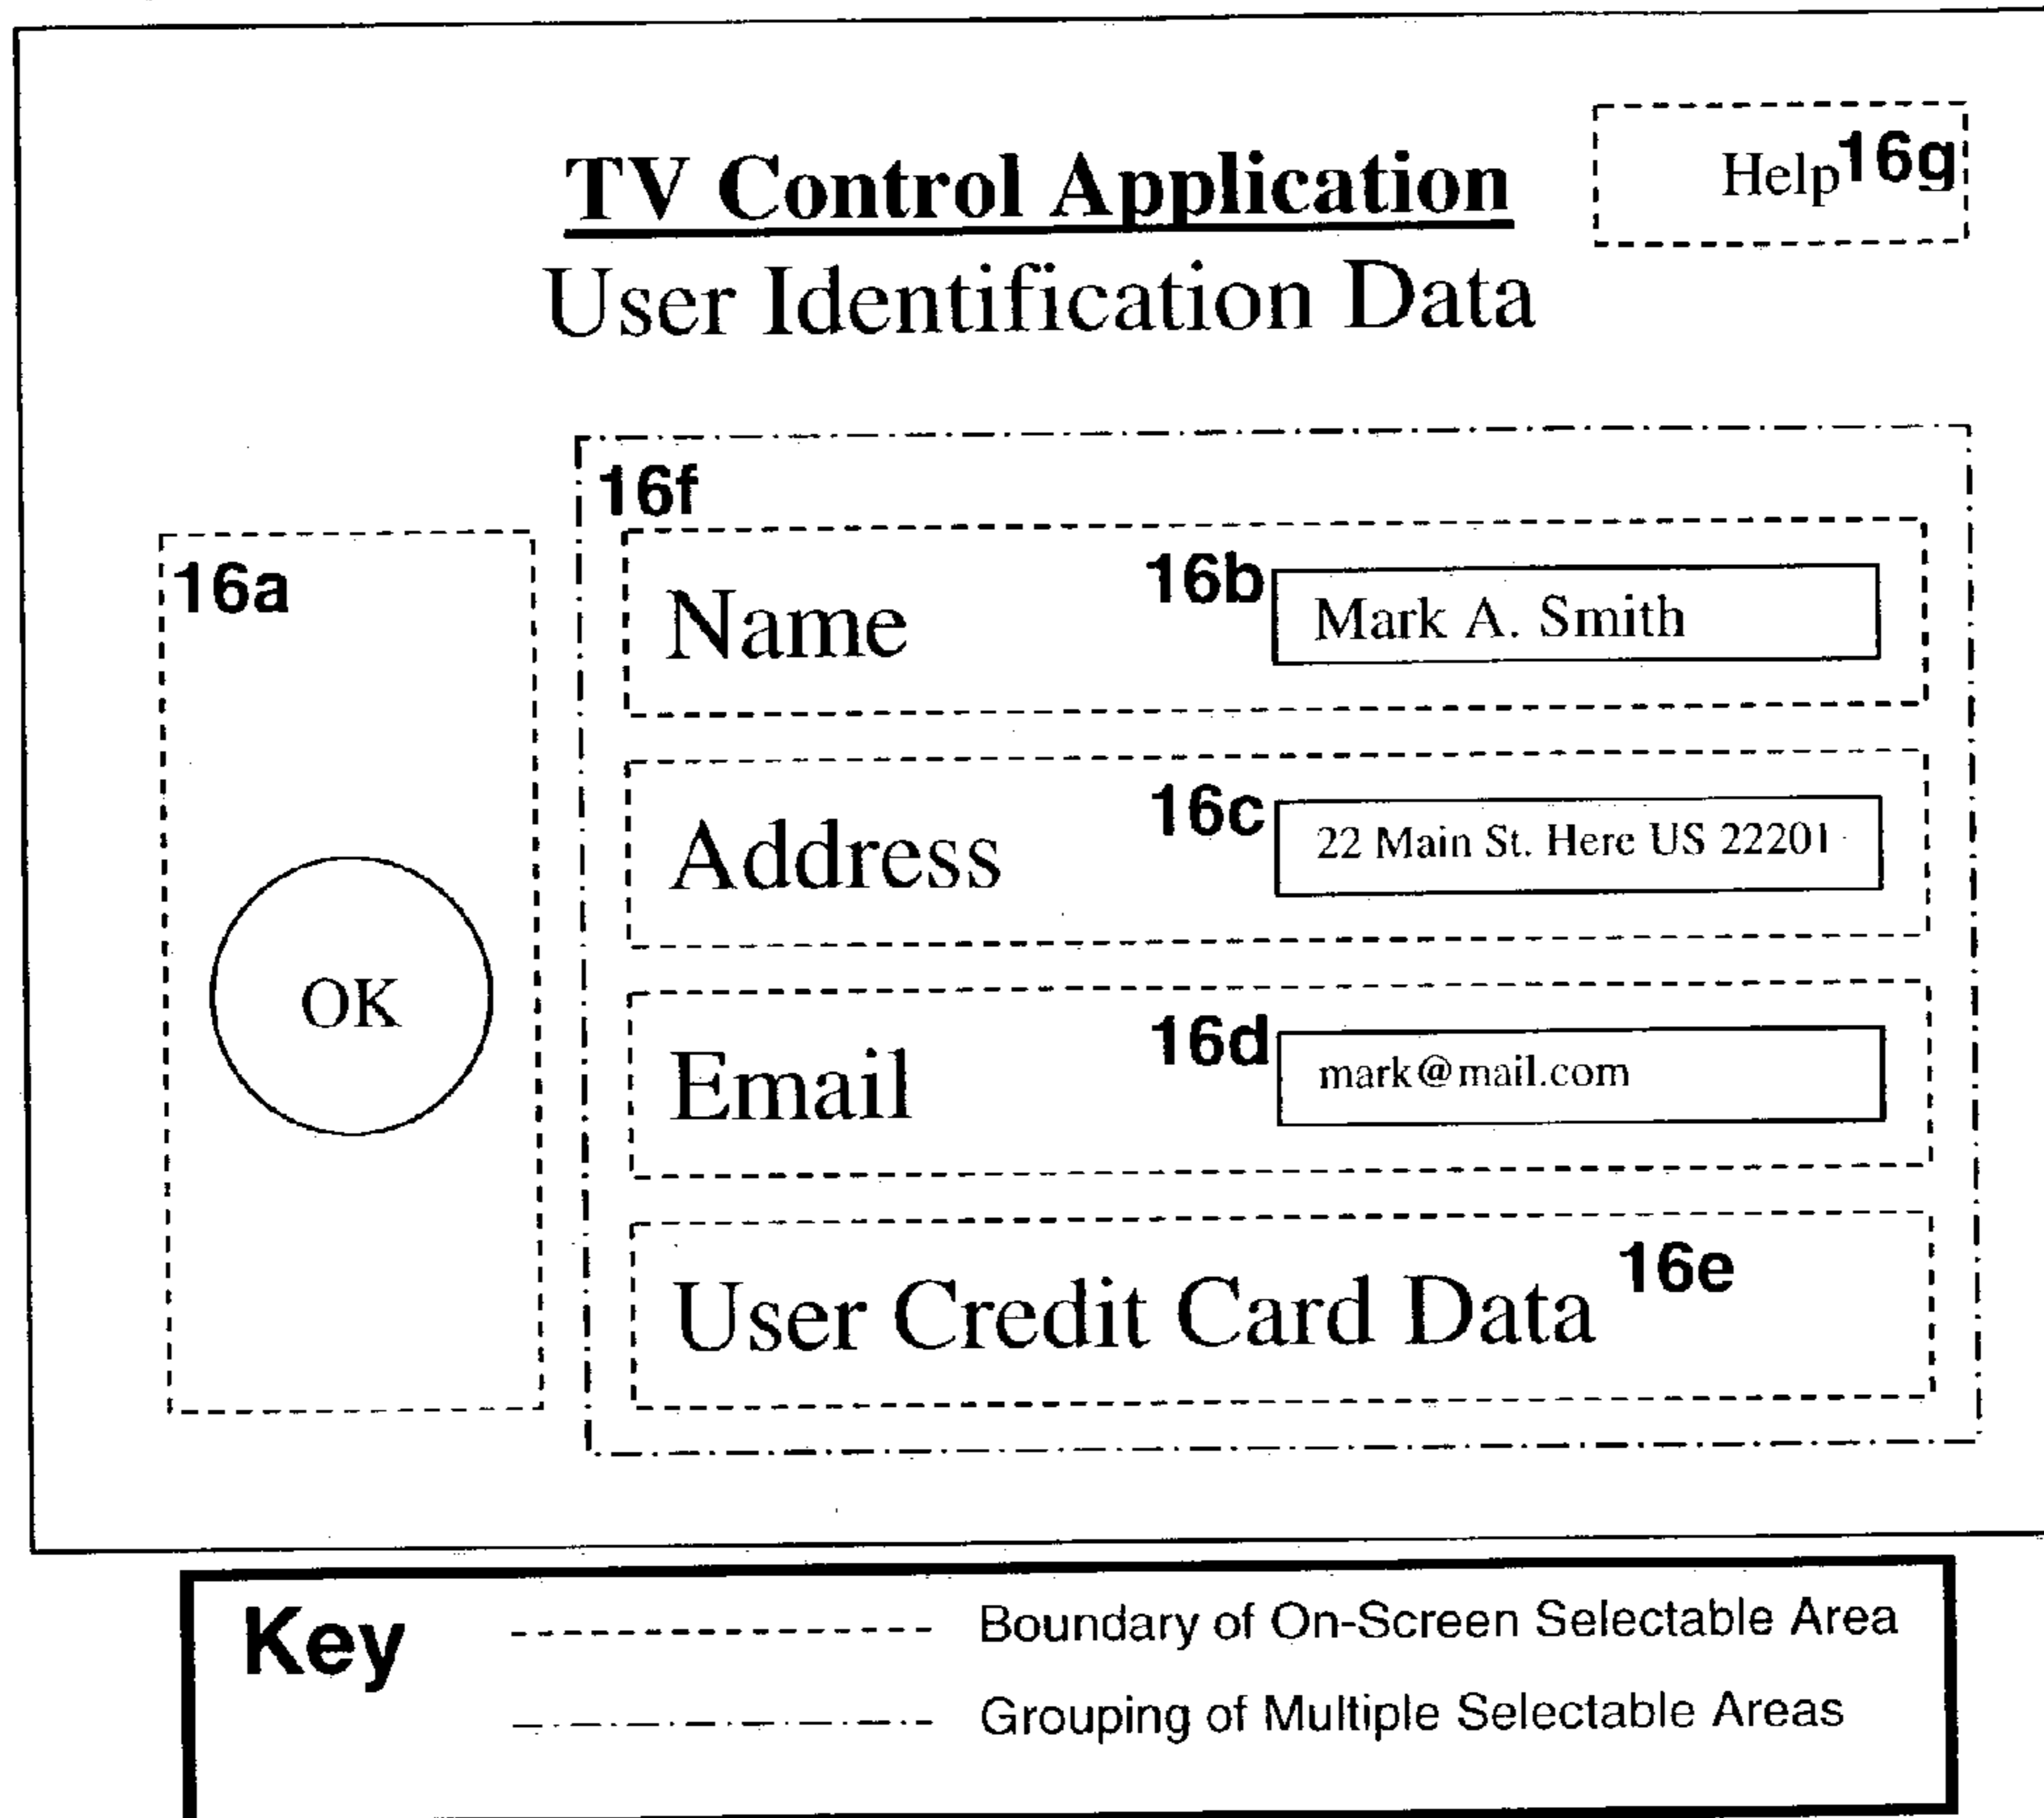 TV Control Application
Help 16g
User Identification Data
16f
16a
Name 16b Mark A. Smith
Address 16c 22 Main St. Here US 22201
OK
Email 16d mark@mail.com
User Credit Card Data 16e
Key
Boundary of On-Screen Selectable Area
Grouping of Multiple Selectable Areas